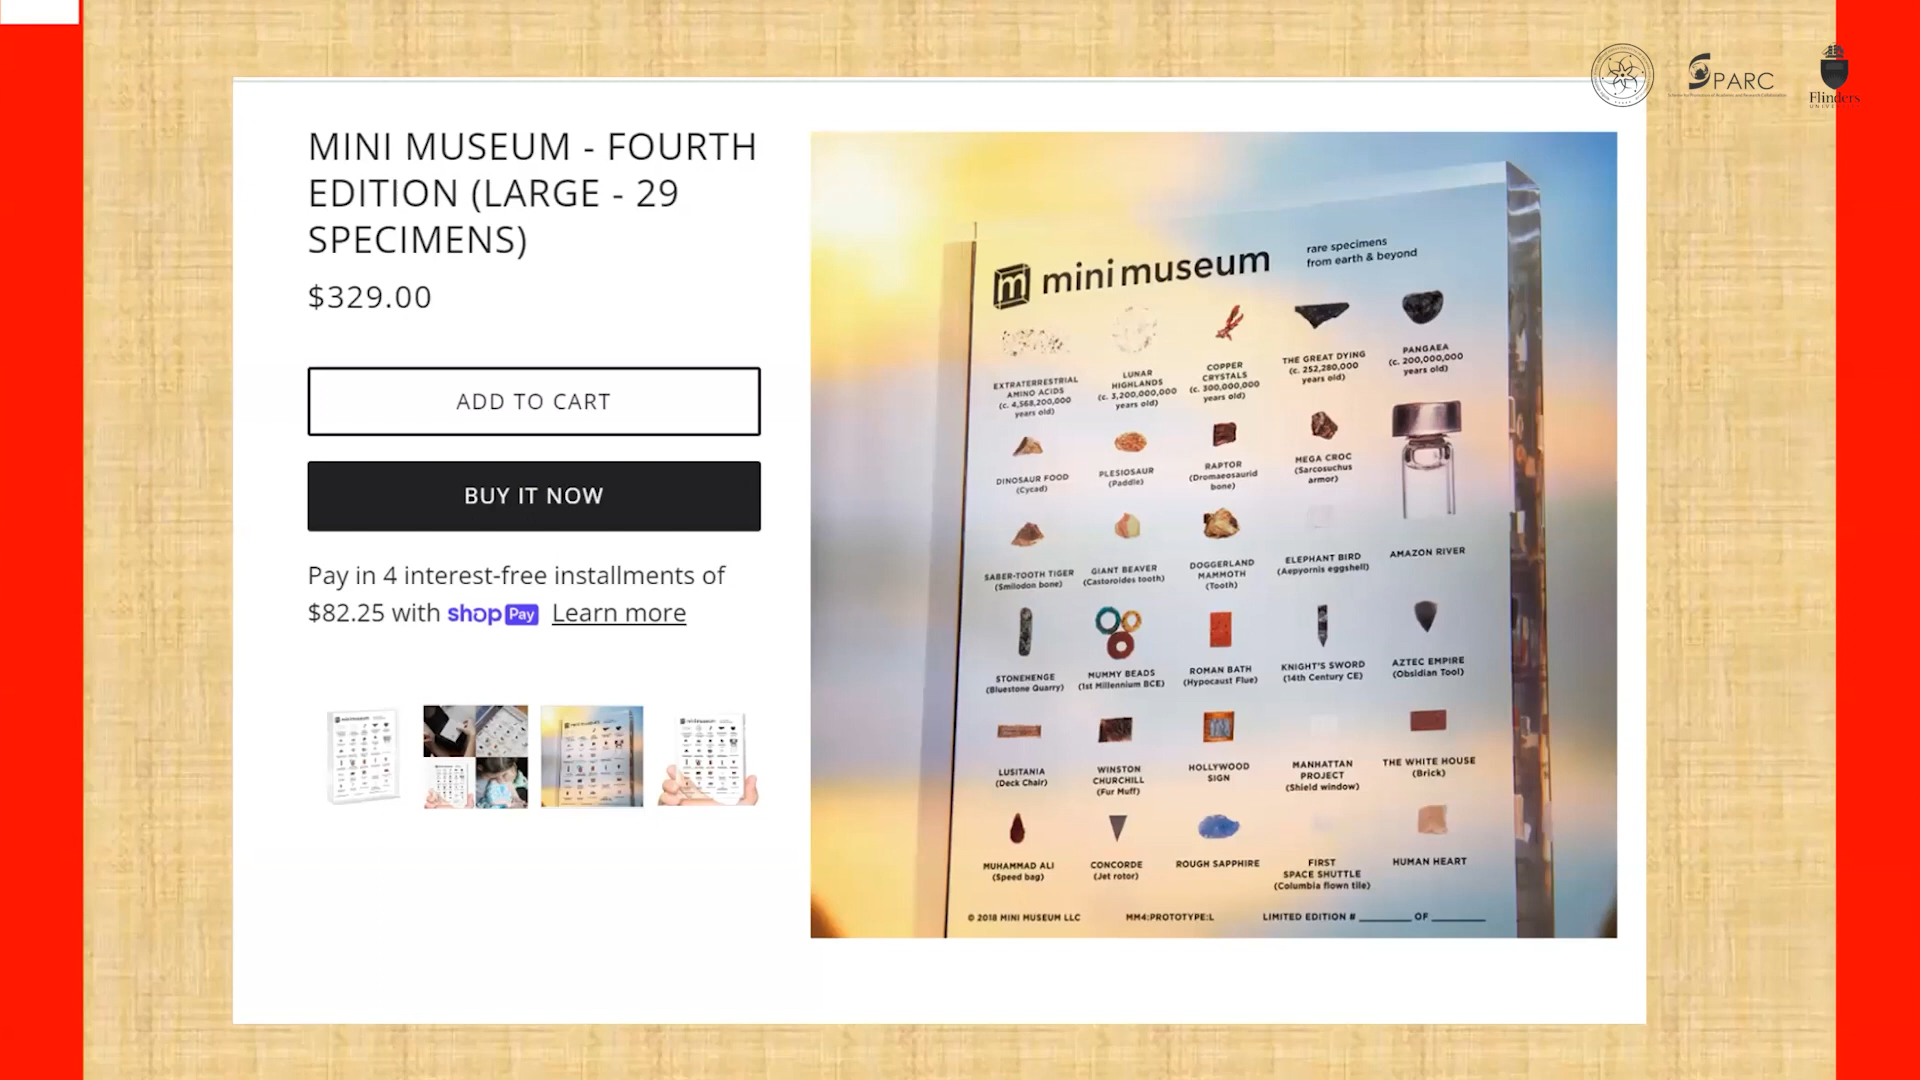 SPARC
Flinders
UNIVERSITY
MINI MUSEUM - FOURTH
EDITION (LARGE - 29
SPECIMENS)
$329.00
ADD TO CART
BUY IT NOW
Pay in 4 interest-free installments of
$82.25 with shop Pay Learn more
m mini museum
rare specimens
from earth & beyond
EXTRATERRESTRIAL
AMINO ACIDS
(c. 4,568,200,000
years old)
LUNAR
HIGHLANDS
(c. 3,200,000,000
years old)
COPPER
CRYSTALS
(c. 300,000,000
years old)
THE GREAT DYING
(c. 252,280,000
years old)
PANGAEA
(c. 200,000,000
years old)
DINOSAUR FOOD
(Cycad)
PLESIOSAUR
(Paddle)
RAPTOR
(Dromaeosaurid
bone)
MEGA CROC
(Sarcosuchus
armor)
SABER-TOOTH TIGER
(Smilodon bone)
GIANT BEAVER
(Castoroides tooth)
DOGGERLAND
MAMMOTH
(Tooth)
ELEPHANT BIRD
(Aepyornis eggshell)
AMAZON RIVER
STONEHENGE
(Bluestone Quarry)
MUMMY BEADS
(1st Millennium BCE)
ROMAN BATH
(Hypocaust Flue)
KNIGHT'S SWORD
(14th Century CE)
AZTEC EMPIRE
(Obsidian Tool)
LUSITANIA
(Deck Chair)
WINSTON
CHURCHILL
(Fur Muff)
HOLLYWOOD
SIGN
MANHATTAN
PROJECT
(Shield window)
THE WHITE HOUSE
(Brick)
MUHAMMAD ALI
(Speed bag)
CONCORDE
(Jet rotor)
ROUGH SAPPHIRE
FIRST
SPACE SHUTTLE
(Columbia flown tile)
HUMAN HEART
© 2018 MINI MUSEUM LLC
MM4:PROTOTYPE:L
LIMITED EDITION # ________ OF ________